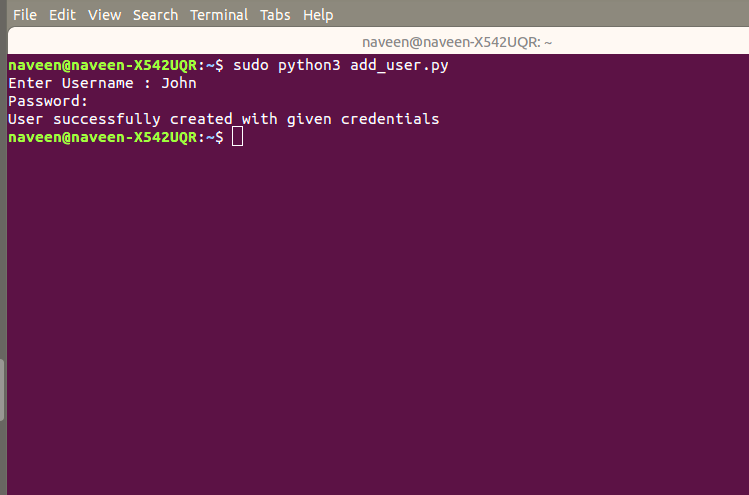 File Edit View Search Terminal Tabs Help
naveen@naveen-X542UQR: ~
naveen@naveen-X542UQR:~$ sudo python3 add_user.py
Enter Username : John
Password:
User successfully created with given credentials
naveen@naveen-X542UQR:~$